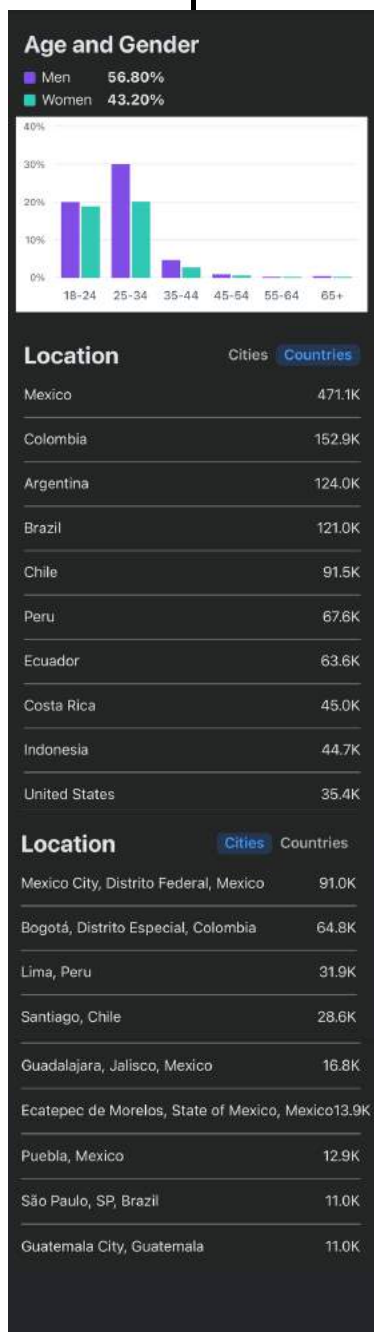 Age and Gender
Men 56.80%
Women 43.20%
40%
30%
20%
10%
0%
18-24 25-34 35-44 45-54 55-64 65+
Location Cities Countries
Mexico 471.1K
Colombia 152.9K
Argentina 124.0K
Brazil 121.0K
Chile 91.5K
Peru 67.6K
Ecuador 63.6K
Costa Rica 45.0K
Indonesia 44.7K
United States 35.4K
Location Cities Countries
Mexico City, Distrito Federal, Mexico 91.0K
Bogotá, Distrito Especial, Colombia 64.8K
Lima, Peru 31.9K
Santiago, Chile 28.6K
Guadalajara, Jalisco, Mexico 16.8K
Ecatepec de Morelos, State of Mexico, Mexico13.9K
Puebla, Mexico 12.9K
São Paulo, SP, Brazil 11.0K
Guatemala City, Guatemala 11.0K